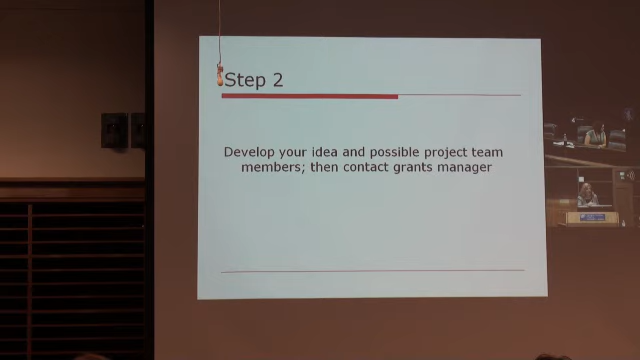 Step 2
Develop your idea and possible project team
members; then contact grants manager